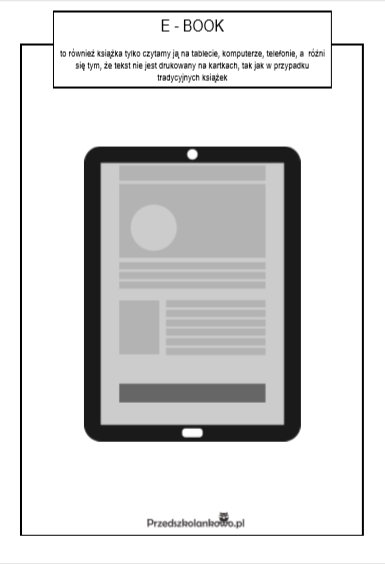 E - BOOK
to również książka tylko czytamy ją na tablecie, komputerze, telefonie, a różni
się tym, że tekst nie jest drukowany na kartkach, tak jak w przypadku
tradycyjnych książek
Przedszkolankowo.pl